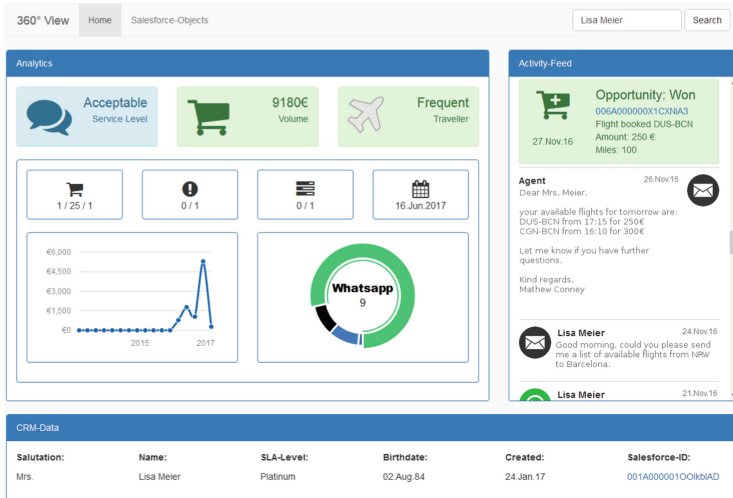 360° View Home Salesforce-Objects Lisa Meier Search
Analytics
Acceptable
Service Level
9180€
Volume
Frequent
Traveller
1 / 25 / 1
0 / 1
0 / 1
16.Jun.2017
€6,000
€4,500
€3,000
€1,500
€0
2015 2017
Whatsapp
9
Activity-Feed
27.Nov.16
Opportunity: Won
006A000000X1CXNIA3
Flight booked DUS-BCN
Amount: 250 €
Miles: 100
Agent 26.Nov.16
Dear Mrs. Meier,
your available flights for tomorrow are:
DUS-BCN from 17:15 for 250€
CGN-BCN from 16:10 for 300€
Let me know if you have further
questions.
Kind regards,
Mathew Conney
Lisa Meier 24.Nov.16
Good morning, could you please send
me a list of available flights from NRW
to Barcelona.
Lisa Meier 21.Nov.16
CRM-Data
Salutation: Name: SLA-Level: Birthdate: Created: Salesforce-ID:
Mrs. Lisa Meier Platinum 02.Aug.84 24.Jan.17 001A000001OOlkbIAD